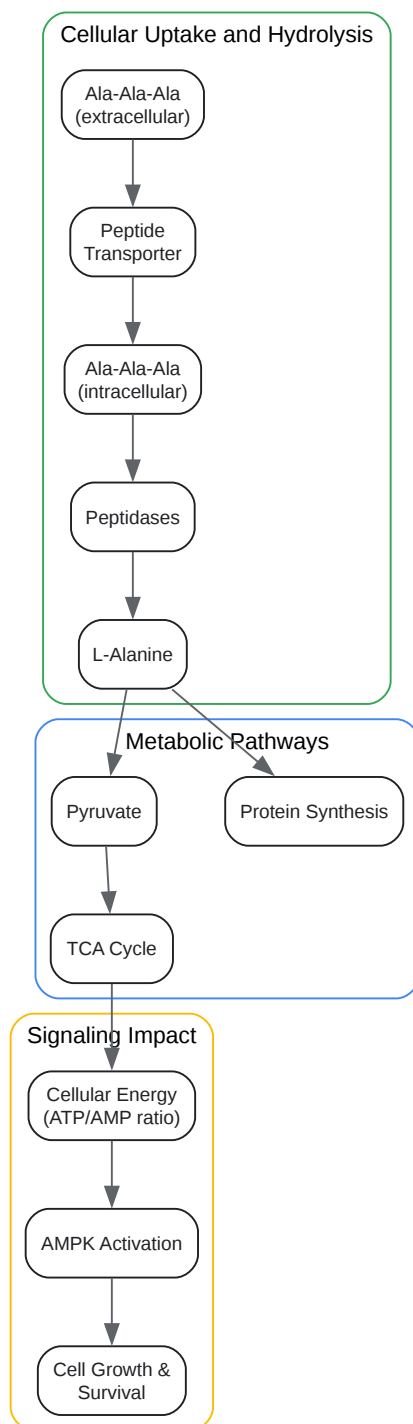 Cellular Uptake and Hydrolysis
Ala-Ala-Ala
(extracellular)
Peptide
Transporter
Ala-Ala-Ala
(intracellular)
Peptidases
L-Alanine
Metabolic Pathways
Pyruvate
Protein Synthesis
TCA Cycle
Signaling Impact
Cellular Energy
(ATP/AMP ratio)
AMPK Activation
Cell Growth &
Survival